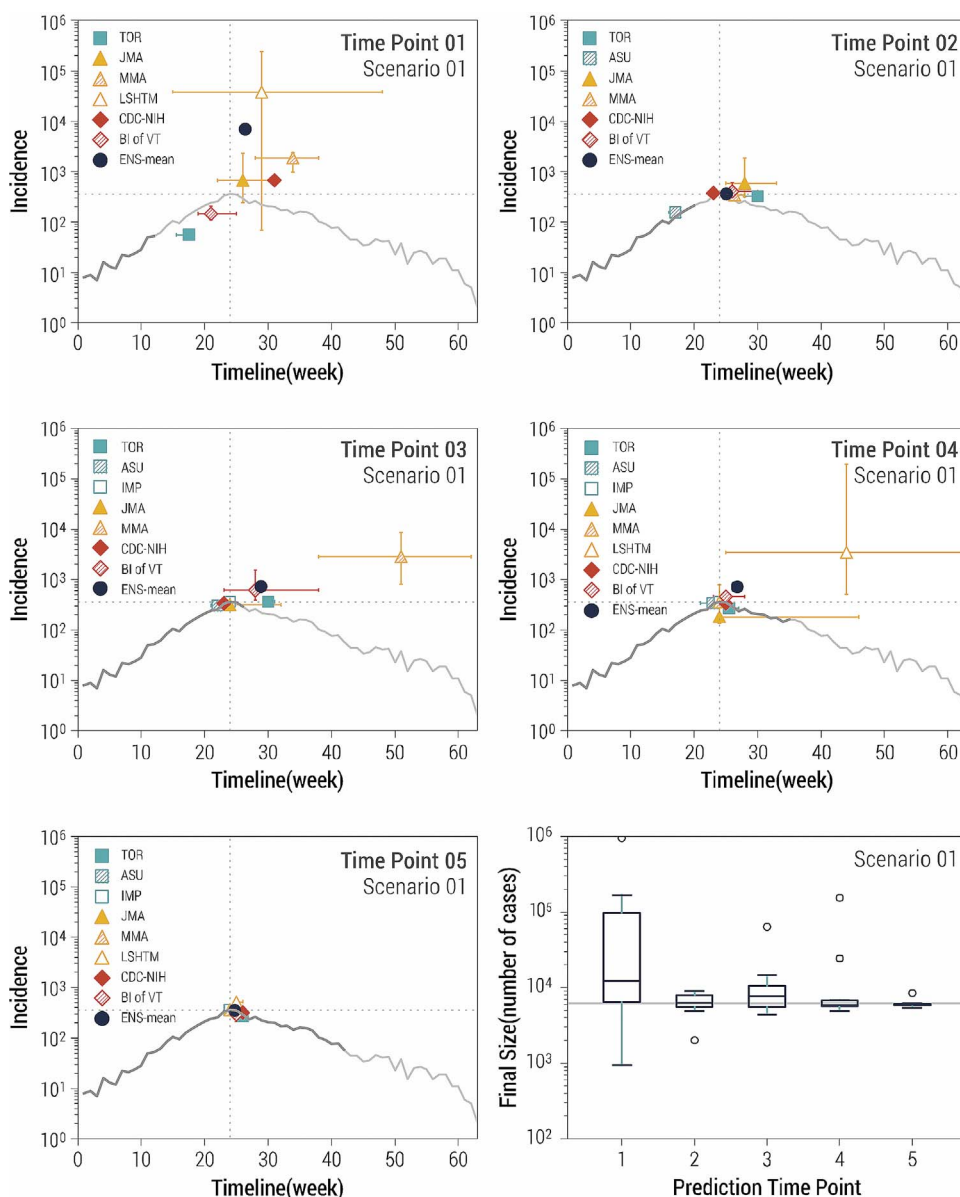 Time Point 01
Scenario 01
TOR
JMA
MMA
LSHTM
CDC-NIH
BI of VT
ENS-mean
Incidence
10⁶
10⁵
10⁴
10³
10²
10¹
10⁰
0 10 20 30 40 50 60
Timeline(week)
Time Point 02
Scenario 01
TOR
ASU
JMA
MMA
CDC-NIH
BI of VT
ENS-mean
Incidence
10⁶
10⁵
10⁴
10³
10²
10¹
10⁰
0 10 20 30 40 50 60
Timeline(week)
Time Point 03
Scenario 01
TOR
ASU
IMP
JMA
MMA
CDC-NIH
BI of VT
ENS-mean
Incidence
10⁶
10⁵
10⁴
10³
10²
10¹
10⁰
0 10 20 30 40 50 60
Timeline(week)
Time Point 04
Scenario 01
TOR
ASU
IMP
JMA
MMA
LSHTM
CDC-NIH
BI of VT
ENS-mean
Incidence
10⁶
10⁵
10⁴
10³
10²
10¹
10⁰
0 10 20 30 40 50 60
Timeline(week)
Time Point 05
Scenario 01
TOR
ASU
IMP
JMA
MMA
LSHTM
CDC-NIH
BI of VT
ENS-mean
Incidence
10⁶
10⁵
10⁴
10³
10²
10¹
10⁰
0 10 20 30 40 50 60
Timeline(week)
Scenario 01
Final Size(number of cases)
10⁶
10⁵
10⁴
10³
10²
1 2 3 4 5
Prediction Time Point